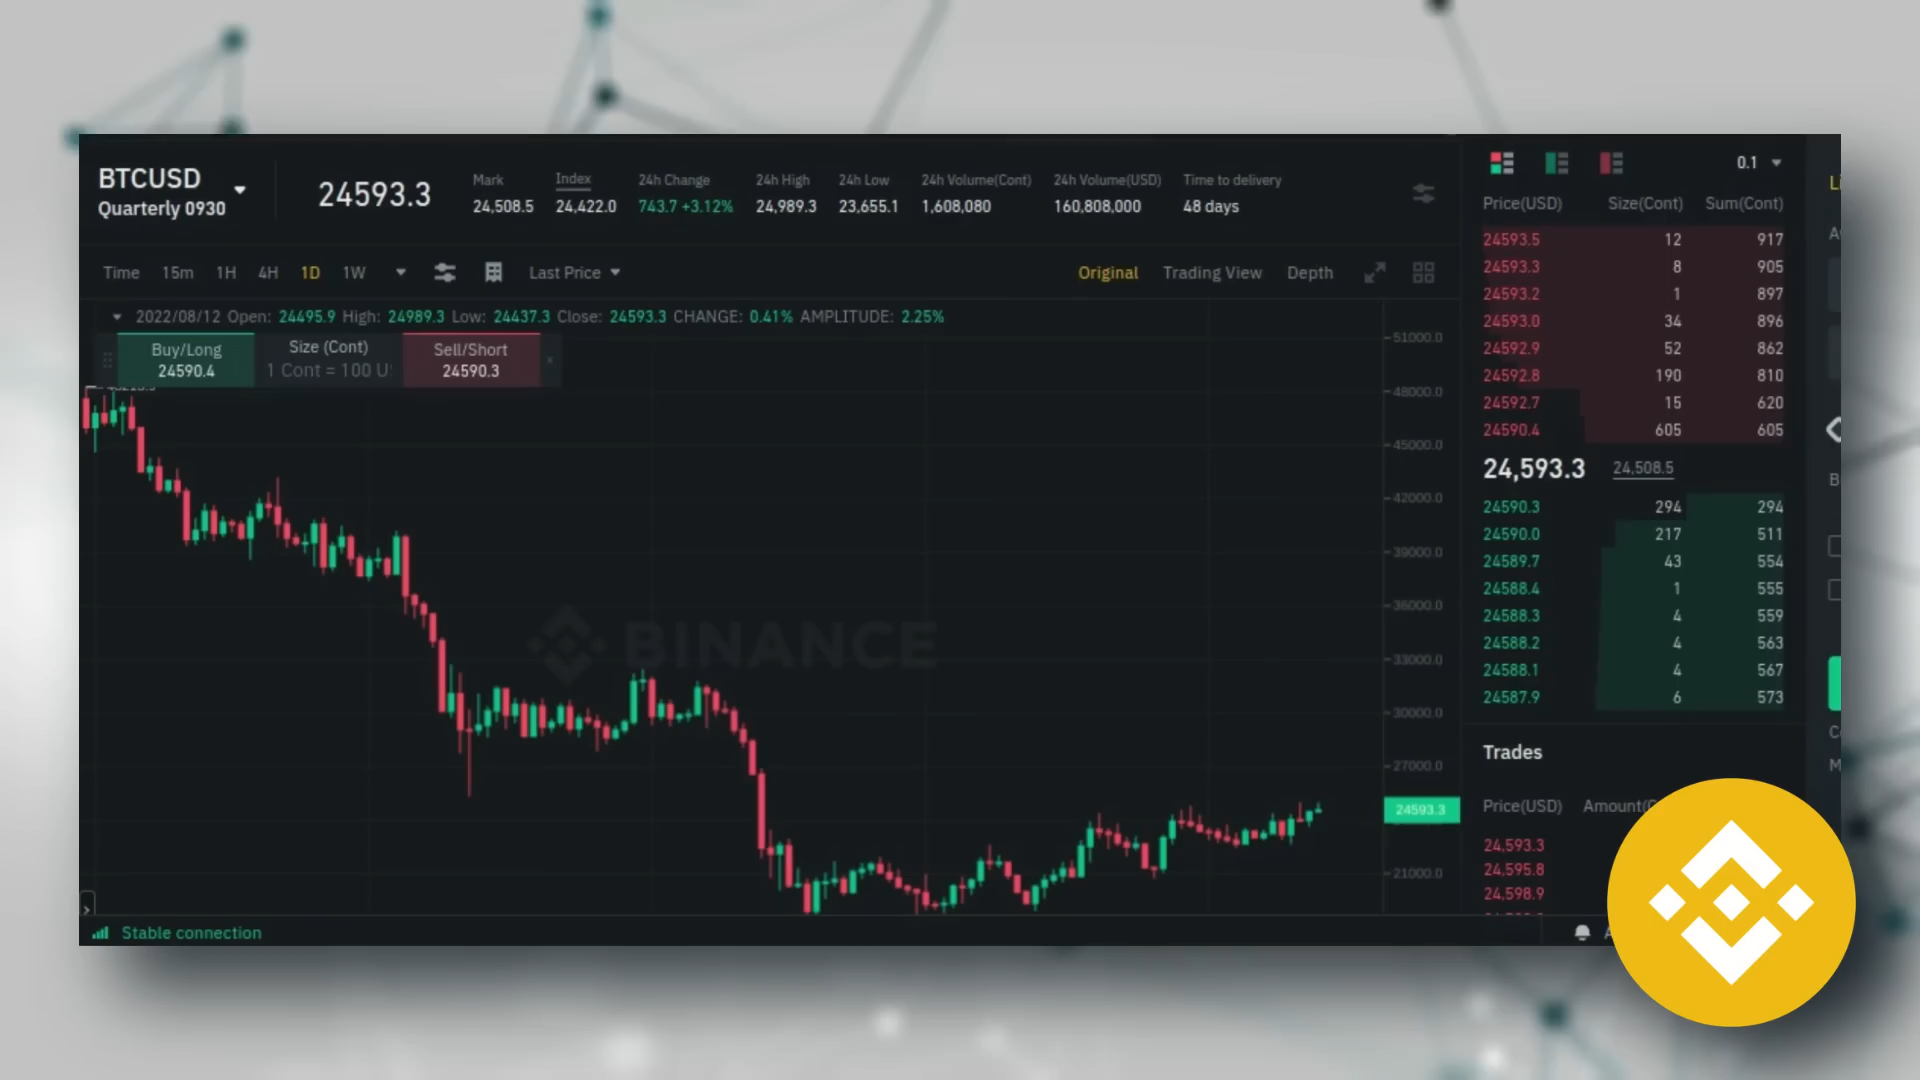 BTCUSD
Quarterly 0930
24593.3
Mark
24,508.5
Index
24,422.0
24h Change
743.7 +3.12%
24h High
24,989.3
24h Low
23,655.1
24h Volume(Cont)
1,608,080
24h Volume(USD)
160,808,000
Time to delivery
48 days
Time 15m 1H 4H 1D 1W Last Price Original Trading View Depth
2022/08/12 Open: 24495.9 High: 24989.3 Low: 24437.3 Close: 24593.3 CHANGE: 0.41% AMPLITUDE: 2.25%
Buy/Long
24590.4
Size (Cont)
1 Cont = 100 U
Sell/Short
24590.3
BINANCE
51000.0
48000.0
45000.0
42000.0
39000.0
36000.0
33000.0
30000.0
27000.0
24593.3
21000.0
Stable connection
0.1
Price(USD) Size(Cont) Sum(Cont)
24593.5 12 917
24593.3 8 905
24593.2 1 897
24593.0 34 896
24592.9 52 862
24592.8 190 810
24592.7 15 620
24590.4 605 605
24,593.3 24,508.5
24590.3 294 294
24590.0 217 511
24589.7 43 554
24588.4 1 555
24588.3 4 559
24588.2 4 563
24588.1 4 567
24587.9 6 573
Trades
Price(USD) Amount(
24,593.3
24,595.8
24,598.9